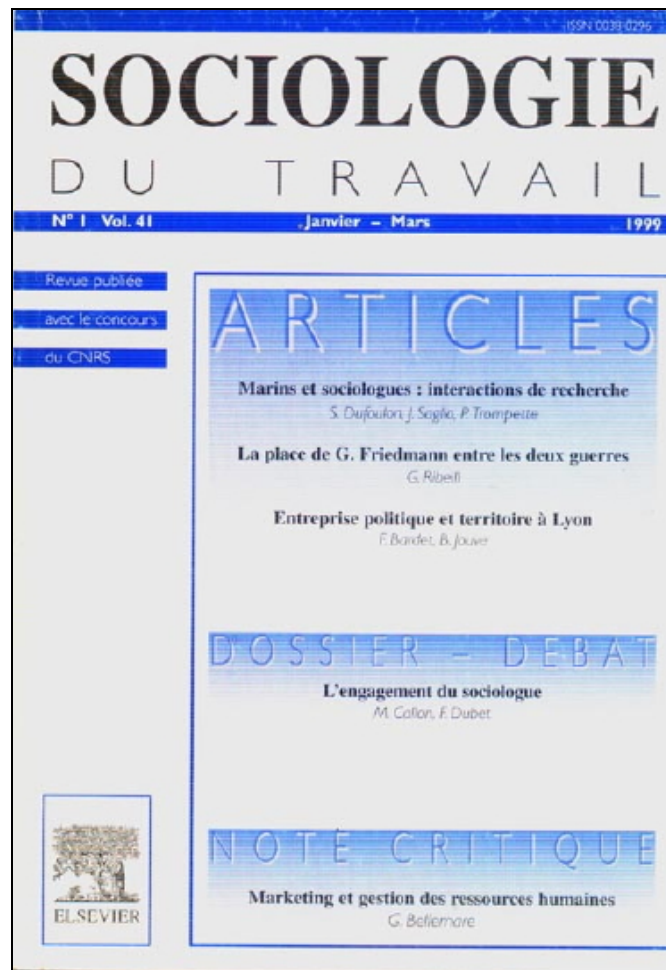 ISSN 0038-0296
SOCIOLOGIE
DU TRAVAIL
N° 1 Vol. 41 Janvier – Mars 1999
Revue publiée
avec le concours
du CNRS
ARTICLES
Marins et sociologues : interactions de recherche
S. Dufoulon, J. Saglio, P. Trompette
La place de G. Friedmann entre les deux guerres
G. Ribeill
Entreprise politique et territoire à Lyon
F. Bardet, B. Jouve
DOSSIER – DEBAT
L'engagement du sociologue
M. Callon, F. Dubet
NOTE CRITIQUE
Marketing et gestion des ressources humaines
G. Bellemare
ELSEVIER